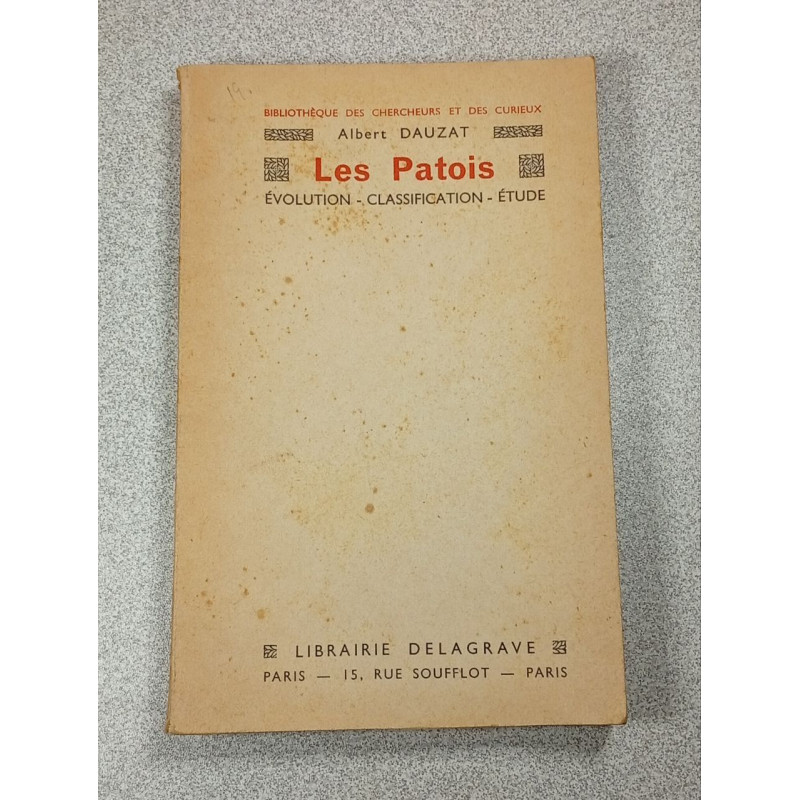 BIBLIOTHÈQUE DES CHERCHEURS ET DES CURIEUX
Albert DAUZAT
Les Patois
ÉVOLUTION - CLASSIFICATION - ÉTUDE
LIBRAIRIE DELAGRAVE
PARIS — 15, RUE SOUFFLOT — PARIS